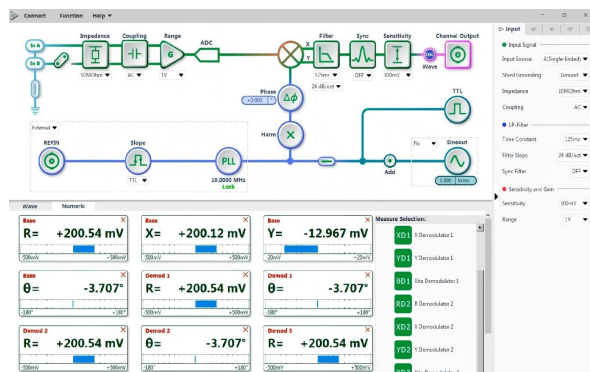 Connect Function Help ▼
Impedance Coupling Range ADC Filter Sync Sensitivity Channel Output
In A
In B
X
Y
G
Wave
10MOhm ▼ AC ▼ 1V ▼ 125ms ▼ OFF ▼ 300mV ▼
24 dB/oct ▼
Phase
+0.000 °
Δϕ
TTL
External ▼
Harm
REFIN Slope PLL Fix ▼ Sineout
TTL ▼ 10.0000 MHz Add
Lock
Vrms
Wave Numeric
Measure Selection:
Base Base Base
R= +200.54 mV X= +200.12 mV Y= -12.967 mV
-500mV +500mV -500mV +500mV -20mV +20mV
Base Demod 1 Demod 1
θ= -3.707° R= +200.54 mV θ= -3.707°
-180° +180° -500mV +500mV -180° +180°
Demod 2 Demod 2 Demod 3
R= +200.54 mV θ= -3.707° R= +200.54 mV
-500mV +500mV -180° +180° -500mV +500mV
XD1 X Demodulator 1
YD1 Y Demodulator 1
θD1 Xita Demodulator 1
RD2 R Demodulator 2
XD2 X Demodulator 2
YD2 Y Demodulator 2
Input
Input Signal
Input Source A(Single-Ended) ▼
Shed Grounding Ground ▼
Impedance 10MOhm ▼
Coupling AC ▼
LP-Filter
Time Constant 125ms ▼
Filter Slope 24 dB/oct ▼
Sync Filter OFF ▼
Sensitivity and Gain
Sensitivity 300mV ▼
Range 1V ▼